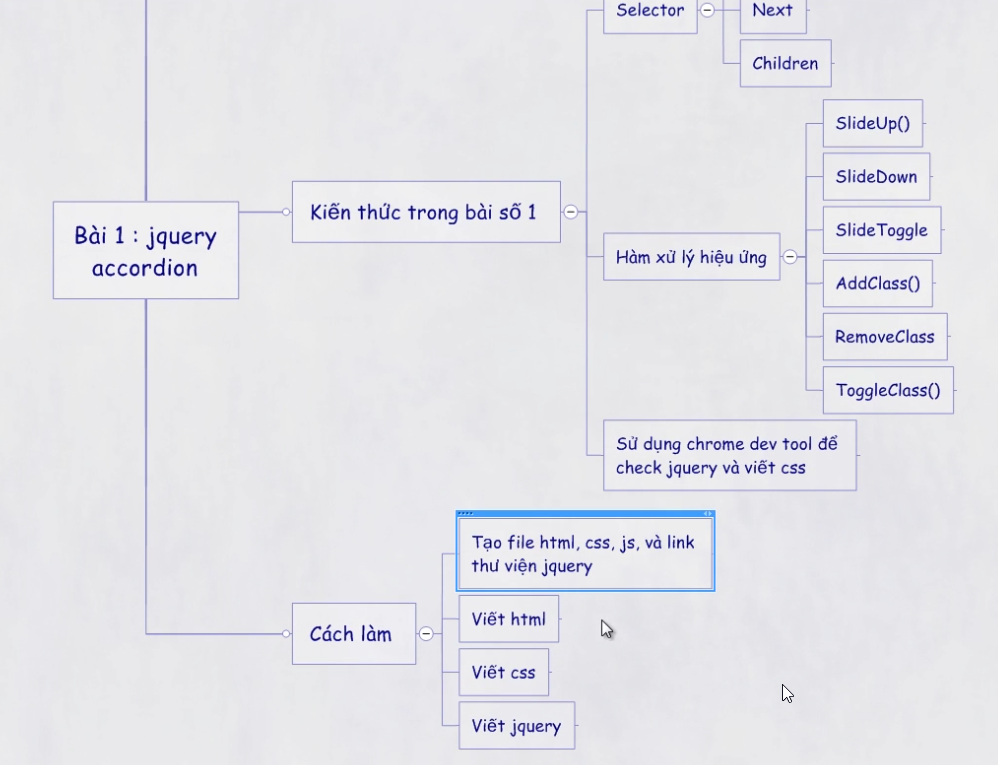 Selector
Next
Children
SlideUp()
SlideDown
SlideToggle
AddClass()
RemoveClass
ToggleClass()
Hàm xử lý hiệu ứng
Kiến thức trong bài số 1
Bài 1 : jquery
accordion
Sử dụng chrome dev tool để
check jquery và viết css
Tạo file html, css, js, và link
thư viện jquery
Viết html
Cách làm
Viết css
Viết jquery